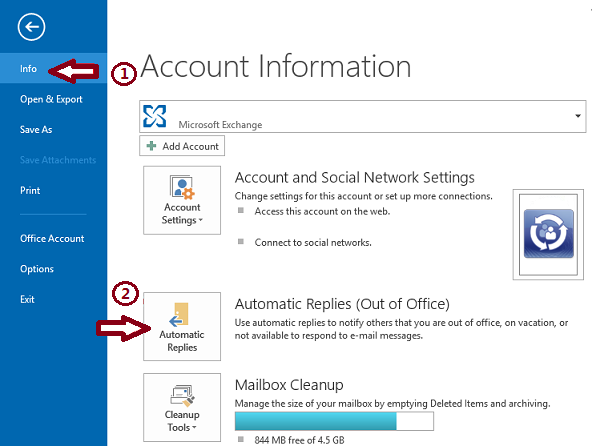 Info
Open & Export
Save As
Save Attachments
Print
Office Account
Options
Exit
1
Account Information
Microsoft Exchange
Add Account
Account
Settings
Account and Social Network Settings
Change settings for this account or set up more connections.
Access this account on the web.
Connect to social networks.
2
Automatic
Replies
Automatic Replies (Out of Office)
Use automatic replies to notify others that you are out of office, on vacation, or
not available to respond to e-mail messages.
Cleanup
Tools
Mailbox Cleanup
Manage the size of your mailbox by emptying Deleted Items and archiving.
844 MB free of 4.5 GB